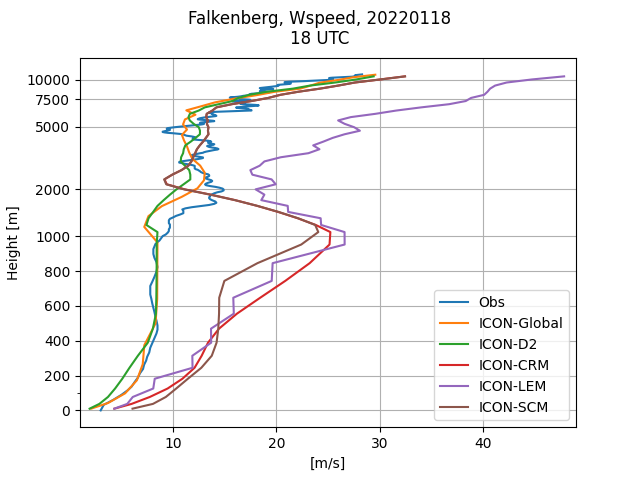 Falkenberg, Wspeed, 20220118
18 UTC
10000
7500
5000
2000
1000
800
600
400
200
0
Height [m]
Obs
ICON-Global
ICON-D2
ICON-CRM
ICON-LEM
ICON-SCM
10 20 30 40
[m/s]